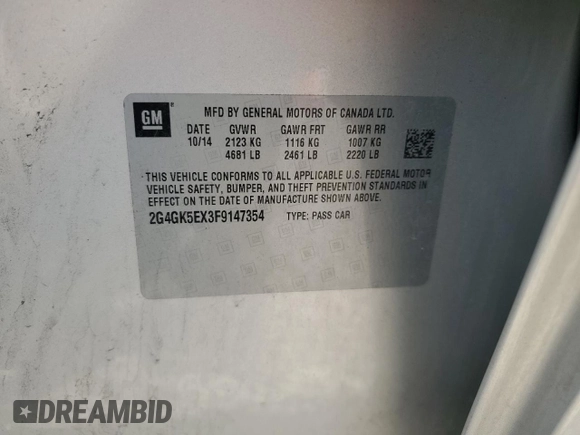 GM
MFD BY GENERAL MOTORS OF CANADA LTD.
DATE GVWR GAWR FRT GAWR RR
10/14 2123 KG 1116 KG 1007 KG
4681 LB 2461 LB 2220 LB
THIS VEHICLE CONFORMS TO ALL APPLICABLE U.S. FEDERAL MOTOR
VEHICLE SAFETY, BUMPER, AND THEFT PREVENTION STANDARDS IN
EFFECT ON THE DATE OF MANUFACTURE SHOWN ABOVE.
2G4GK5EX3F9147354 TYPE: PASS CAR
DREAMBID